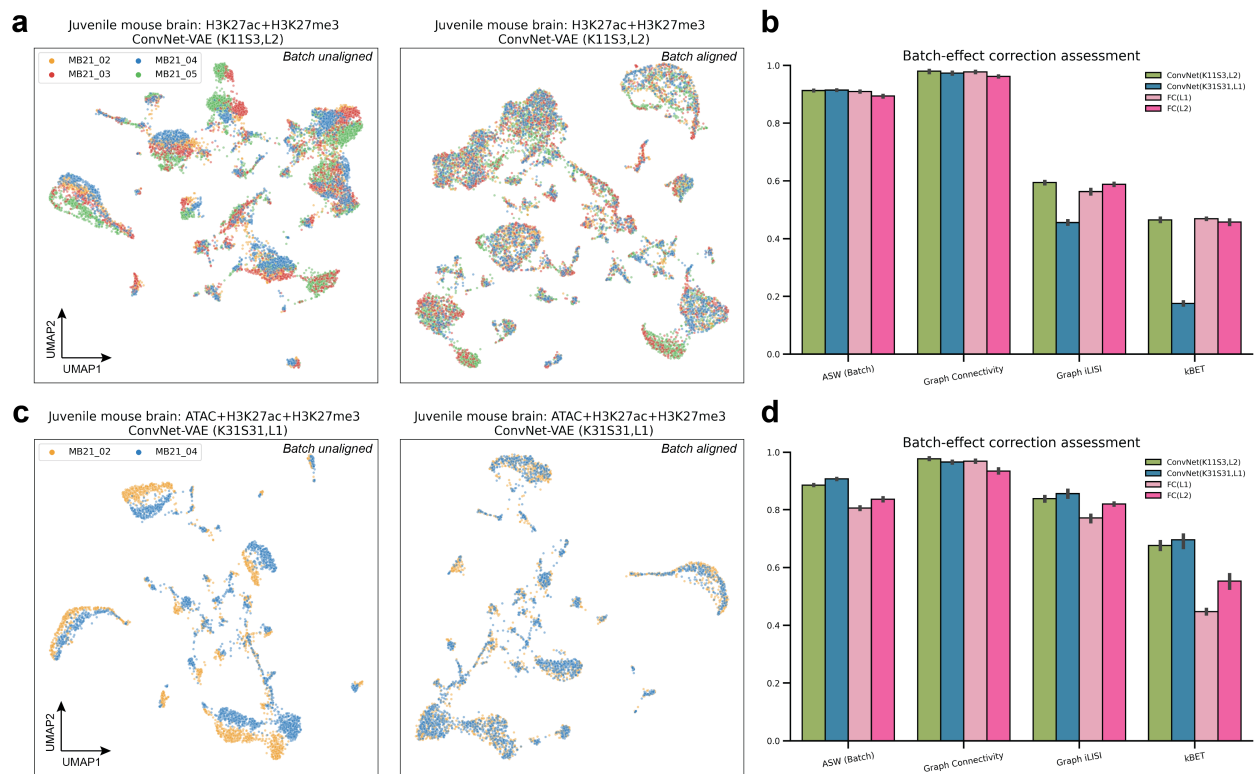 a
Juvenile mouse brain: H3K27ac+H3K27me3
ConvNet-VAE (K11S3,L2)
Batch unaligned
MB21_02
MB21_04
MB21_03
MB21_05
UMAP2
UMAP1
Juvenile mouse brain: H3K27ac+H3K27me3
ConvNet-VAE (K11S3,L2)
Batch aligned
b
Batch-effect correction assessment
ConvNet(K11S3,L2)
ConvNet(K31S31,L1)
FC(L1)
FC(L2)
1.0
0.8
0.6
0.4
0.2
0.0
ASW (Batch)
Graph Connectivity
Graph iLISI
kBET
c
Juvenile mouse brain: ATAC+H3K27ac+H3K27me3
ConvNet-VAE (K31S31,L1)
Batch unaligned
MB21_02
MB21_04
UMAP2
UMAP1
Juvenile mouse brain: ATAC+H3K27ac+H3K27me3
ConvNet-VAE (K31S31,L1)
Batch aligned
d
Batch-effect correction assessment
ConvNet(K11S3,L2)
ConvNet(K31S31,L1)
FC(L1)
FC(L2)
1.0
0.8
0.6
0.4
0.2
0.0
ASW (Batch)
Graph Connectivity
Graph iLISI
kBET